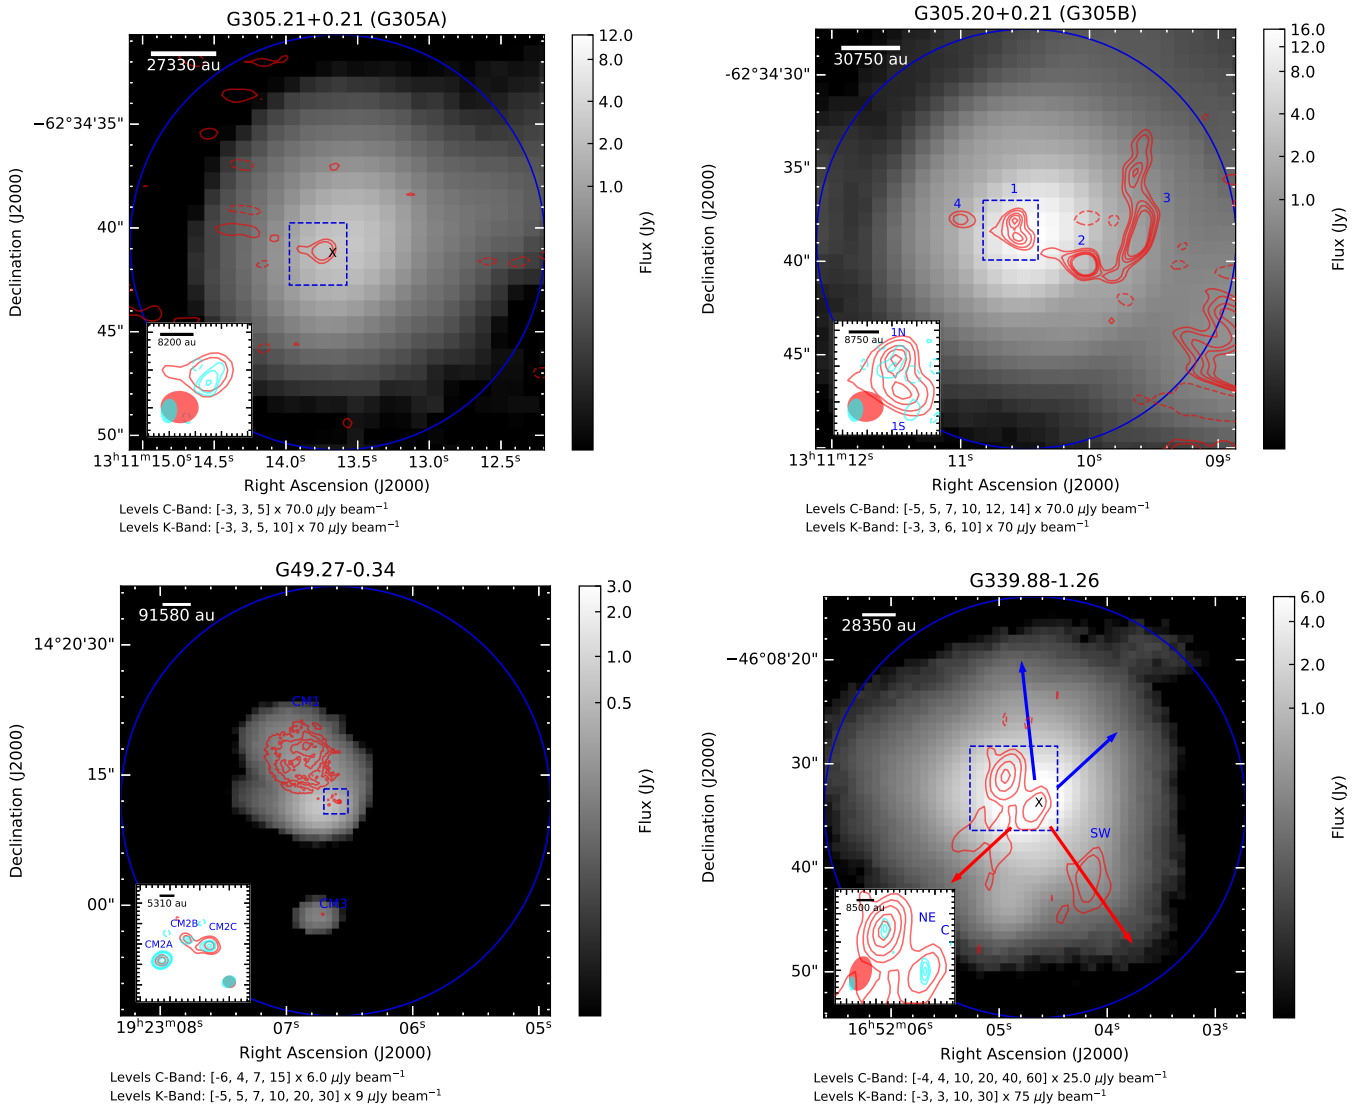 G305.21+0.21 (G305A)
27330 au
12.0
8.0
4.0
2.0
1.0
Flux (Jy)
−62°34'35"
40"
45"
50"
Declination (J2000)
X
8200 au
13ʰ11ᵐ15.0ˢ
14.5ˢ
14.0ˢ
13.5ˢ
13.0ˢ
12.5ˢ
Right Ascension (J2000)
Levels C-Band: [-3, 3, 5] x 70.0 μJy beam⁻¹
Levels K-Band: [-3, 3, 5, 10] x 70 μJy beam⁻¹
G305.20+0.21 (G305B)
30750 au
16.0
12.0
8.0
4.0
2.0
1.0
Flux (Jy)
-62°34'30"
35"
40"
45"
Declination (J2000)
1
2
3
4
8750 au
1N
1S
13ʰ11ᵐ12ˢ
11ˢ
10ˢ
09ˢ
Right Ascension (J2000)
Levels C-Band: [-5, 5, 7, 10, 12, 14] x 70.0 μJy beam⁻¹
Levels K-Band: [-3, 3, 6, 10] x 70 μJy beam⁻¹
G49.27-0.34
91580 au
3.0
2.0
1.0
0.5
Flux (Jy)
14°20'30"
15"
00"
Declination (J2000)
CM1
CM3
5310 au
CM2B
CM2C
CM2A
19ʰ23ᵐ08ˢ
07ˢ
06ˢ
05ˢ
Right Ascension (J2000)
Levels C-Band: [-6, 4, 7, 15] x 6.0 μJy beam⁻¹
Levels K-Band: [-5, 5, 7, 10, 20, 30] x 9 μJy beam⁻¹
G339.88-1.26
28350 au
6.0
4.0
2.0
1.0
Flux (Jy)
−46°08'20"
30"
40"
50"
Declination (J2000)
X
SW
8500 au
NE
C
16ʰ52ᵐ06ˢ
05ˢ
04ˢ
03ˢ
Right Ascension (J2000)
Levels C-Band: [-4, 4, 10, 20, 40, 60] x 25.0 μJy beam⁻¹
Levels K-Band: [-3, 3, 10, 30] x 75 μJy beam⁻¹